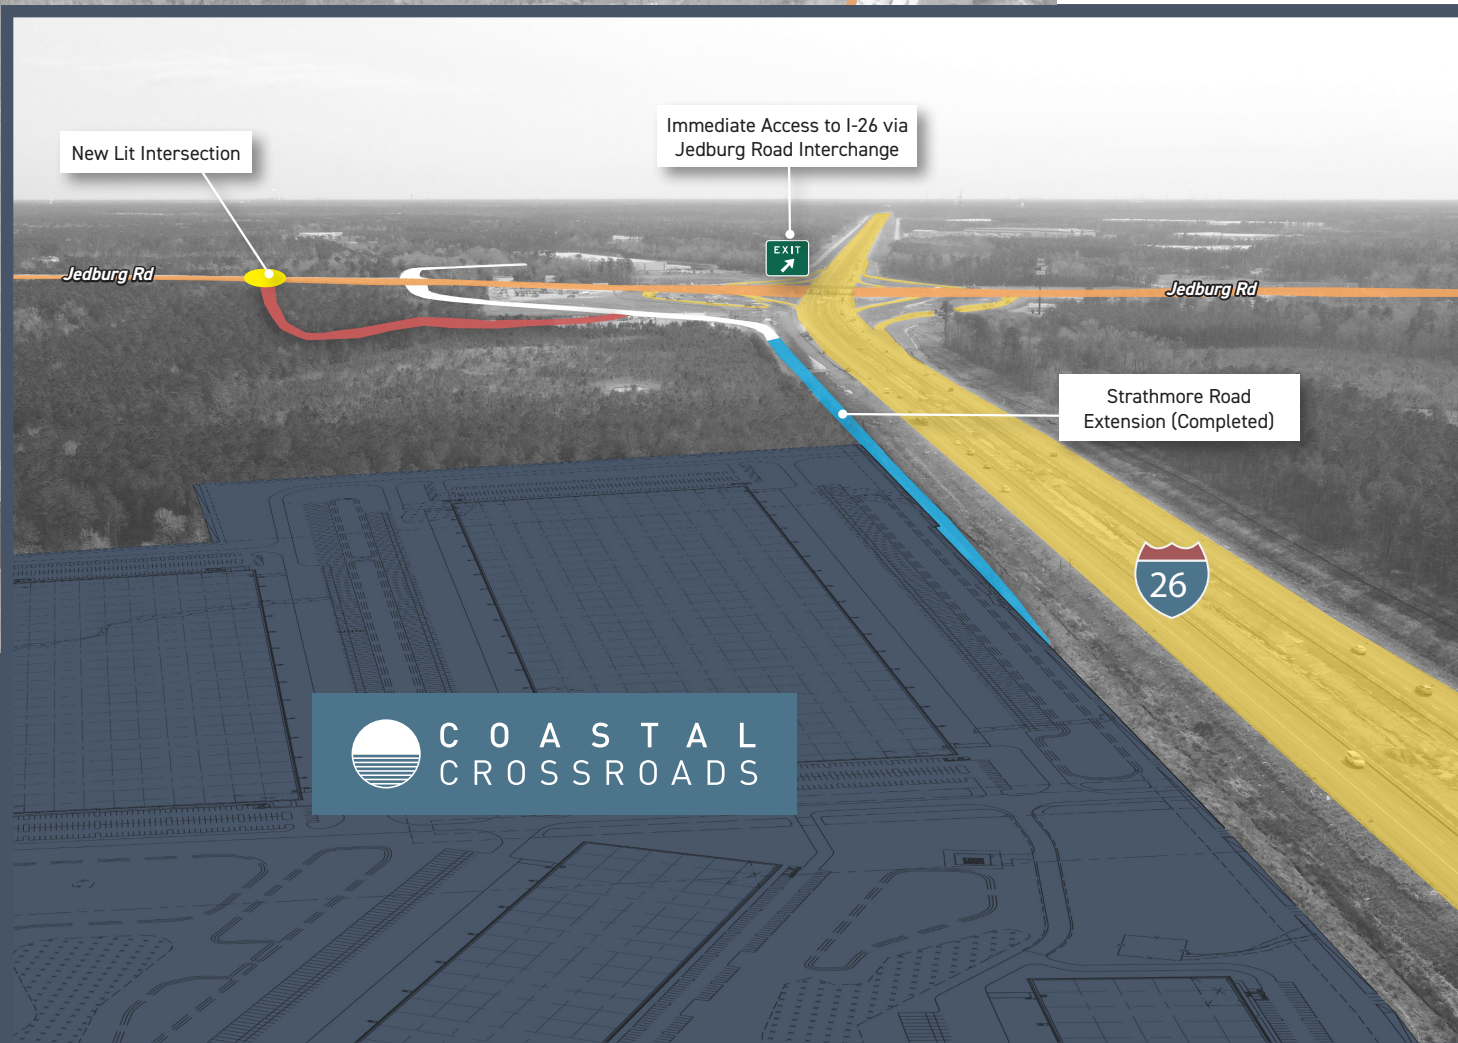 New Lit Intersection
Immediate Access to I-26 via
Jedburg Road Interchange
EXIT
Jedburg Rd
Jedburg Rd
Strathmore Road
Extension (Completed)
26
COASTAL
CROSSROADS